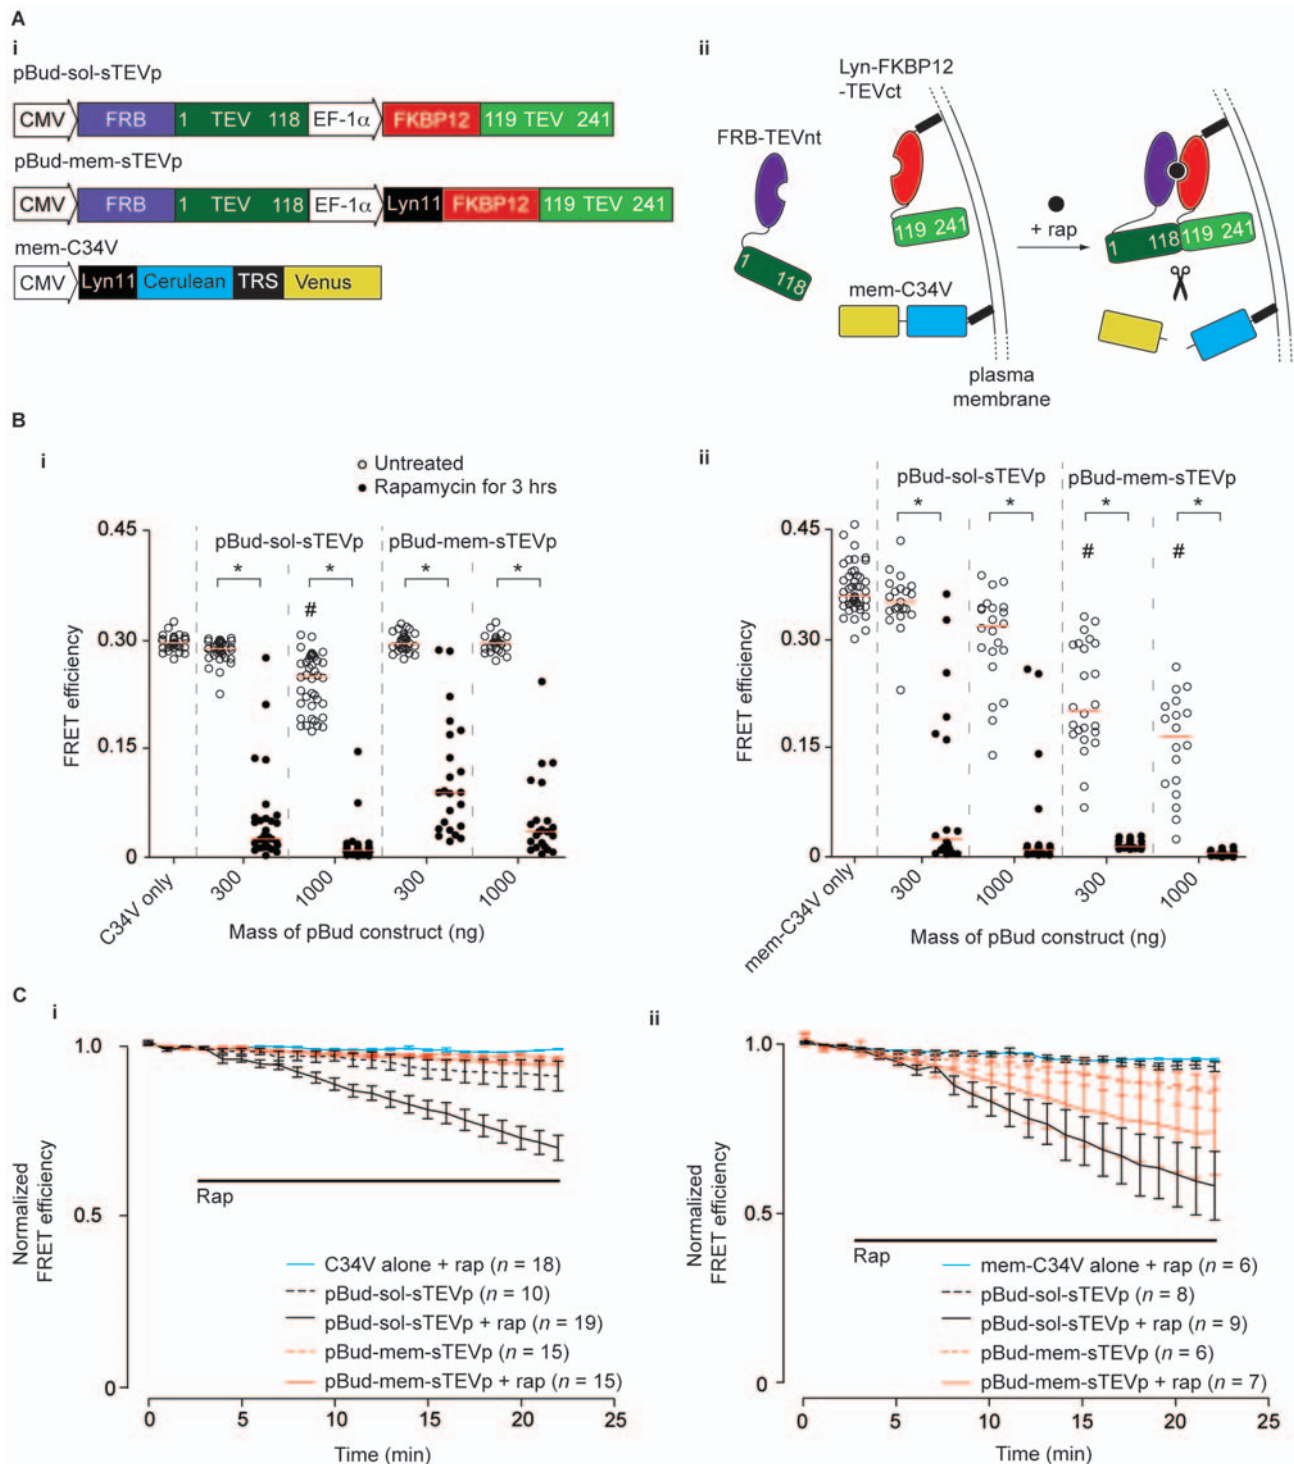 A
i
pBud-sol-sTEVp
CMV FRB 1 TEV 118 EF-1α FKBP12 119 TEV 241
pBud-mem-sTEVp
CMV FRB 1 TEV 118 EF-1α Lyn11 FKBP12 119 TEV 241
mem-C34V
CMV Lyn11 Cerulean TRS Venus
ii
Lyn-FKBP12
-TEVct
FRB-TEVnt
119 241
1 118
mem-C34V
plasma
membrane
+ rap
1 118 119 241
B
i
Untreated
Rapamycin for 3 hrs
pBud-sol-sTEVp pBud-mem-sTEVp
* * * *
#
FRET efficiency
0.45
0.30
0.15
0
C34V only 300 1000 300 1000
Mass of pBud construct (ng)
ii
pBud-sol-sTEVp pBud-mem-sTEVp
* * * *
# #
FRET efficiency
0.45
0.30
0.15
0
mem-C34V only 300 1000 300 1000
Mass of pBud construct (ng)
C
i
Normalized
FRET efficiency
1.0
0.5
0
Rap
C34V alone + rap (n = 18)
pBud-sol-sTEVp (n = 10)
pBud-sol-sTEVp + rap (n = 19)
pBud-mem-sTEVp (n = 15)
pBud-mem-sTEVp + rap (n = 15)
0 5 10 15 20 25
Time (min)
ii
Normalized
FRET efficiency
1.0
0.5
0
Rap
mem-C34V alone + rap (n = 6)
pBud-sol-sTEVp (n = 8)
pBud-sol-sTEVp + rap (n = 9)
pBud-mem-sTEVp (n = 6)
pBud-mem-sTEVp + rap (n = 7)
0 5 10 15 20 25
Time (min)